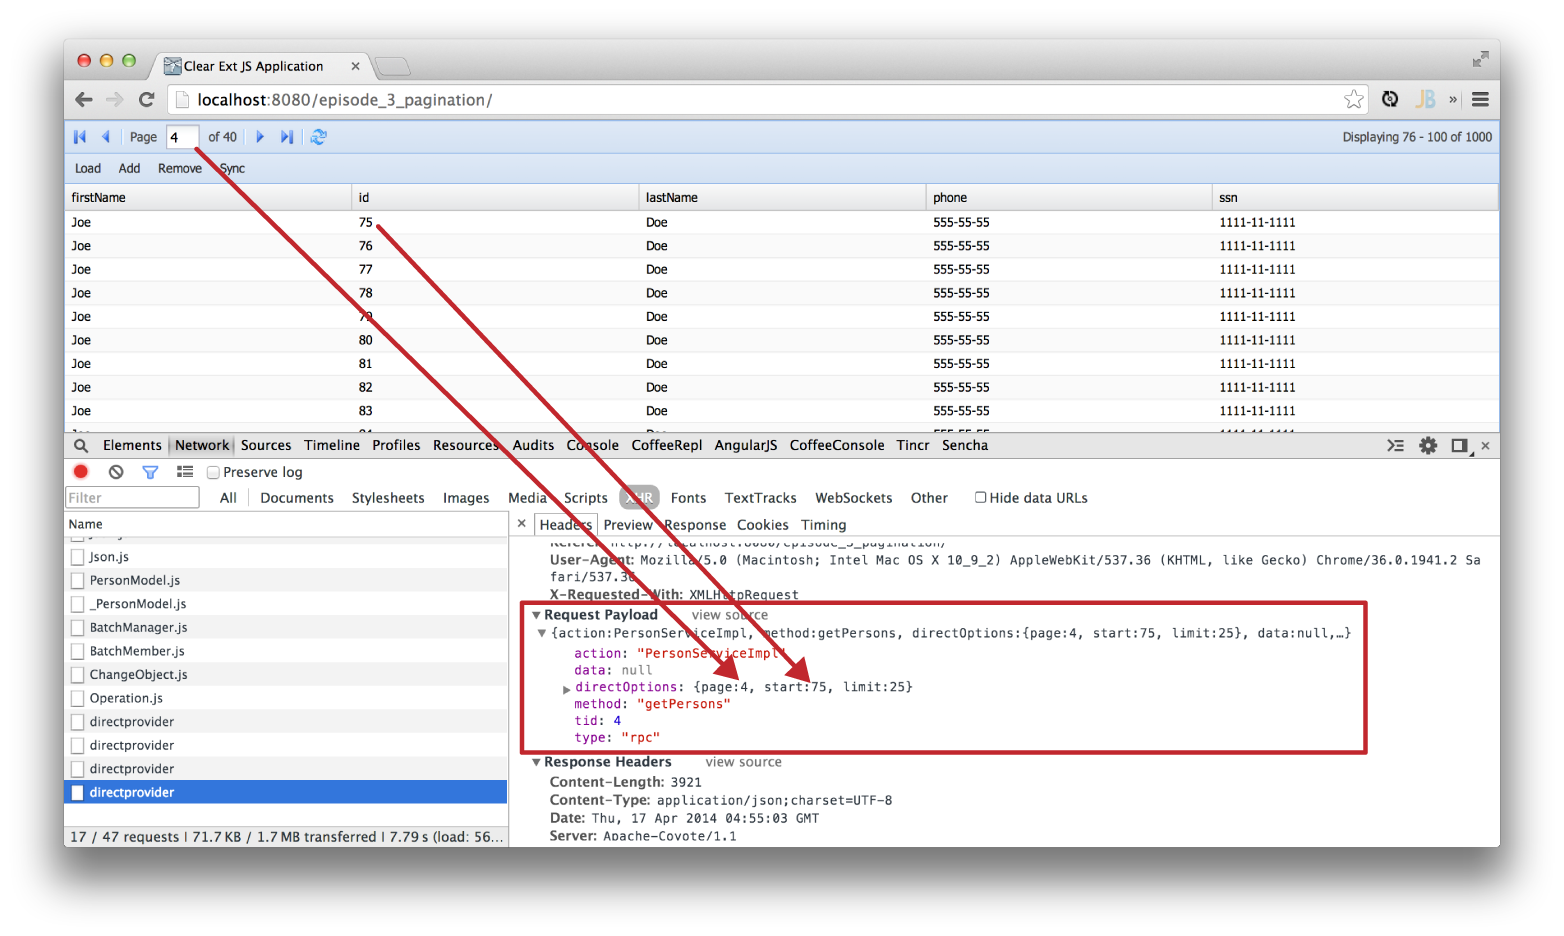 Clear Ext JS Application
localhost:8080/episode_3_pagination/
JB »
Page 4 of 40 Displaying 76 - 100 of 1000
Load Add Remove Sync
firstName id lastName phone ssn
Joe 75 Doe 555-55-55 1111-11-1111
Joe 76 Doe 555-55-55 1111-11-1111
Joe 77 Doe 555-55-55 1111-11-1111
Joe 78 Doe 555-55-55 1111-11-1111
Joe 79 Doe 555-55-55 1111-11-1111
Joe 80 Doe 555-55-55 1111-11-1111
Joe 81 Doe 555-55-55 1111-11-1111
Joe 82 Doe 555-55-55 1111-11-1111
Joe 83 Doe 555-55-55 1111-11-1111
Elements Network Sources Timeline Profiles Resources Audits Console CoffeeRepl AngularJS CoffeeConsole Tincr Sencha
Preserve log
Filter All Documents Stylesheets Images Media Scripts XHR Fonts TextTracks WebSockets Other Hide data URLs
Name
Json.js
PersonModel.js
_PersonModel.js
BatchManager.js
BatchMember.js
ChangeObject.js
Operation.js
directprovider
directprovider
directprovider
directprovider
17 / 47 requests | 71.7 KB / 1.7 MB transferred | 7.79 s (load: 56...
× Headers Preview Response Cookies Timing
Referer: http://localhost:8080/episode_3_pagination/
User-Agent: Mozilla/5.0 (Macintosh; Intel Mac OS X 10_9_2) AppleWebKit/537.36 (KHTML, like Gecko) Chrome/36.0.1941.2 Sa
fari/537.36
X-Requested-With: XMLHttpRequest
Request Payload view source
{action:PersonServiceImpl, method:getPersons, directOptions:{page:4, start:75, limit:25}, data:null,…}
action: "PersonServiceImpl"
data: null
directOptions: {page:4, start:75, limit:25}
method: "getPersons"
tid: 4
type: "rpc"
Response Headers view source
Content-Length: 3921
Content-Type: application/json;charset=UTF-8
Date: Thu, 17 Apr 2014 04:55:03 GMT
Server: Apache-Coyote/1.1